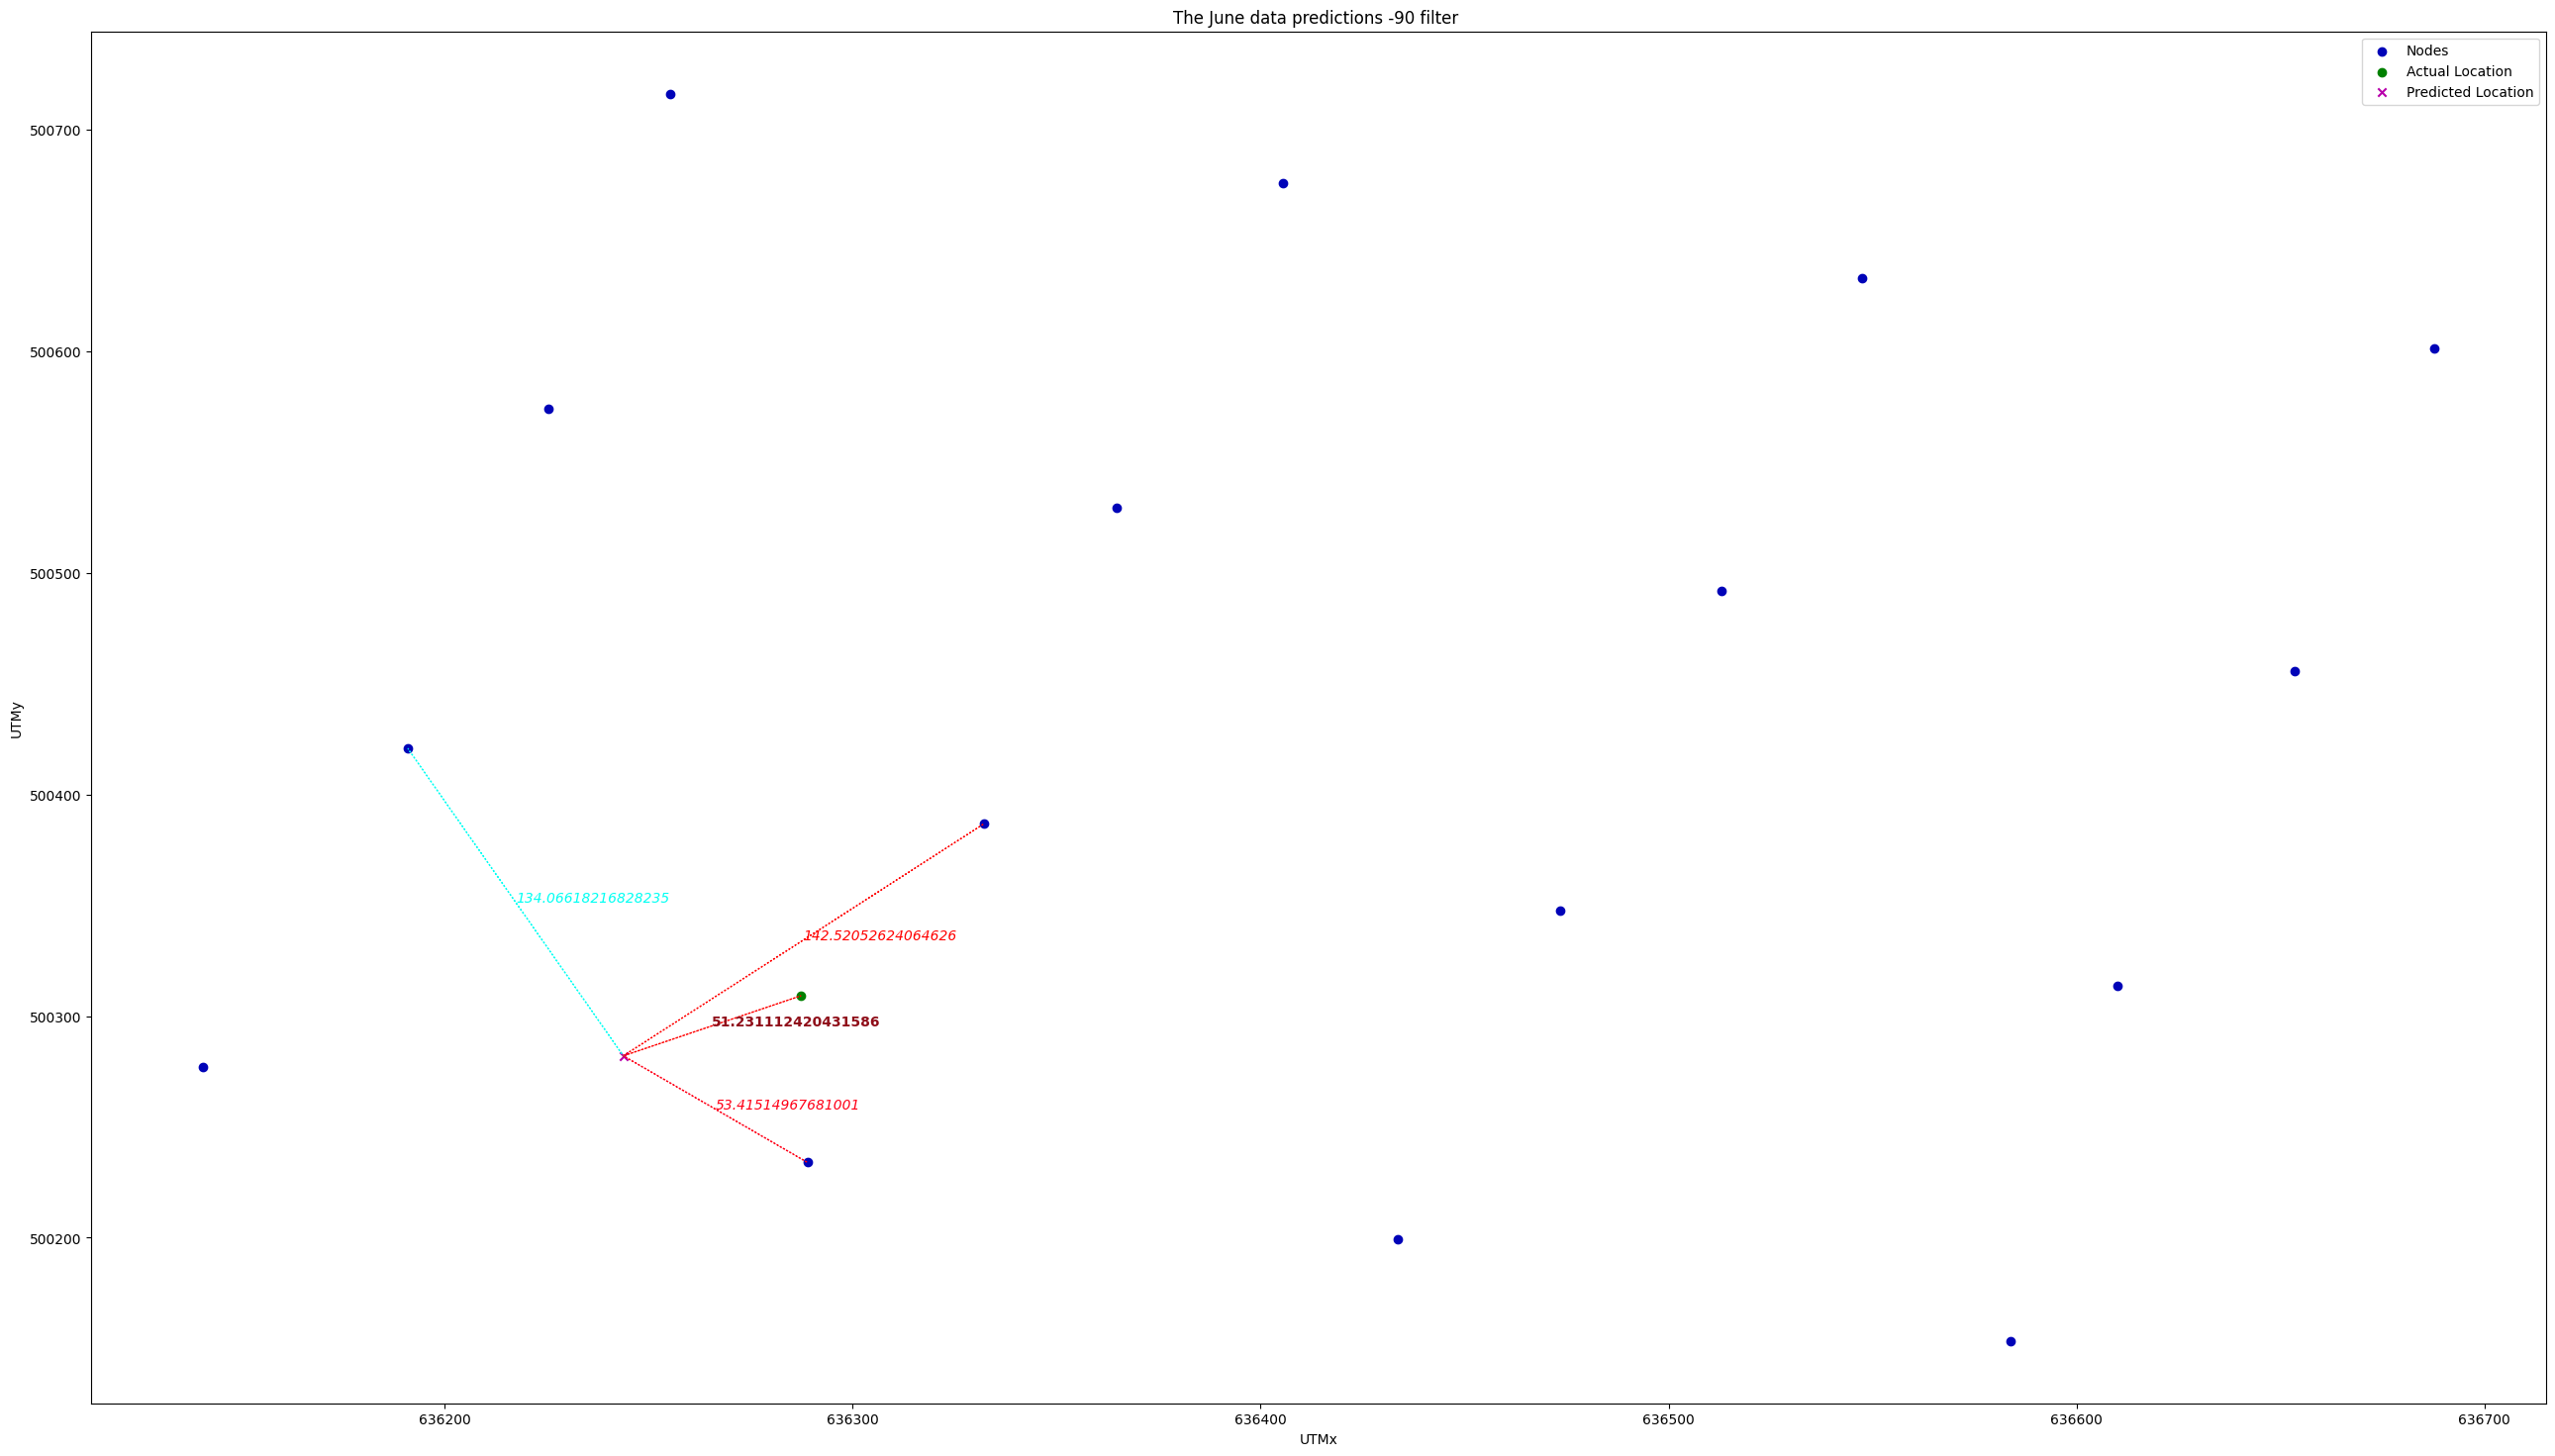 The June data predictions -90 filter
Nodes
Actual Location
Predicted Location
500700
500600
500500
500400
500300
500200
UTMy
134.06618216828235
142.52052624064626
51.231112420431586
53.41514967681001
636200
636300
636400
636500
636600
636700
UTMx